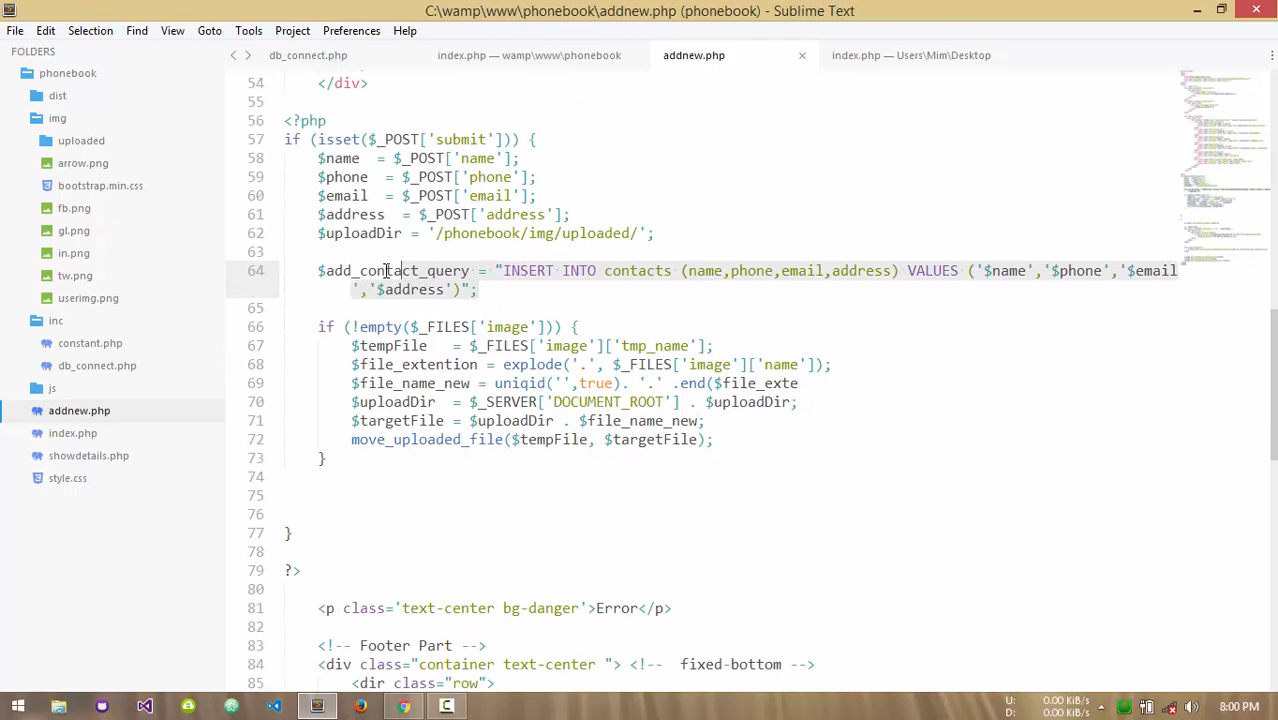 C:\wamp\www\phonebook\addnew.php (phonebook) - Sublime Text
File Edit Selection Find View Goto Tools Project Preferences Help
FOLDERS
phonebook
dist
img
uploaded
arrow.png
bootstrap.min.css
fb.png
gl.png
in.png
tw.png
userimg.png
inc
constant.php
db_connect.php
js
addnew.php
index.php
showdetails.php
style.css
db_connect.php index.php — wamp\www\phonebook addnew.php index.php — Users\Mim\Desktop
54 </div>
55
56 <?php
57 if (isset($_POST['submit'])) {
58 $name = $_POST['name'];
59 $phone = $_POST['phone'];
60 $email = $_POST['email'];
61 $address = $_POST['address'];
62 $uploadDir = '/phonebook/img/uploaded/';
63
64 $add_contact_query = "INSERT INTO contacts (name,phone,email,address) VALUES ('$name','$phone','$email
','$address')";
65
66 if (!empty($_FILES['image'])) {
67 $tempFile = $_FILES['image']['tmp_name'];
68 $file_extention = explode('.', $_FILES['image']['name']);
69 $file_name_new = uniqid('',true). '.' .end($file_exte
70 $uploadDir = $_SERVER['DOCUMENT_ROOT'] . $uploadDir;
71 $targetFile = $uploadDir . $file_name_new;
72 move_uploaded_file($tempFile, $targetFile);
73 }
74
75
76
77 }
78
79 ?>
80
81 <p class='text-center bg-danger'>Error</p>
82
83 <!-- Footer Part -->
84 <div class="container text-center "> <!-- fixed-bottom -->
85 <dir class="row">
U: 0.00 KiB/s
D: 0.00 KiB/s
8:00 PM